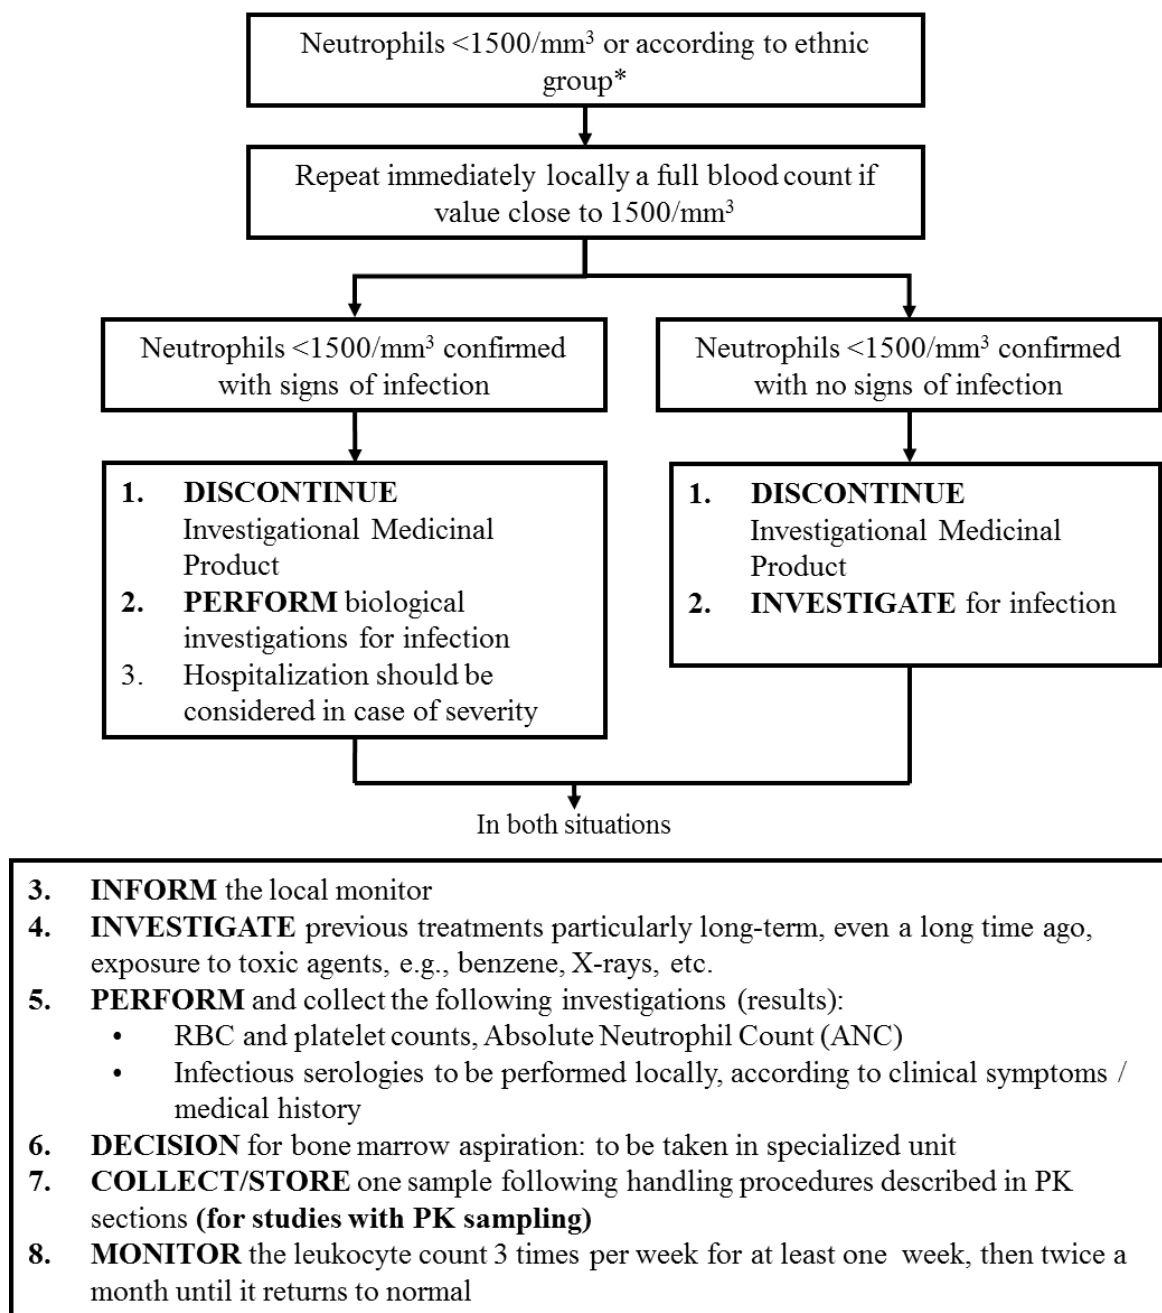 Neutrophils <1500/mm³ or according to ethnic
group*
Repeat immediately locally a full blood count if
value close to 1500/mm³
Neutrophils <1500/mm³ confirmed
with signs of infection
Neutrophils <1500/mm³ confirmed
with no signs of infection
1. DISCONTINUE
Investigational Medicinal
Product
2. PERFORM biological
investigations for infection
3. Hospitalization should be
considered in case of severity
1. DISCONTINUE
Investigational Medicinal
Product
2. INVESTIGATE for infection
In both situations
3. INFORM the local monitor
4. INVESTIGATE previous treatments particularly long-term, even a long time ago,
exposure to toxic agents, e.g., benzene, X-rays, etc.
5. PERFORM and collect the following investigations (results):
• RBC and platelet counts, Absolute Neutrophil Count (ANC)
• Infectious serologies to be performed locally, according to clinical symptoms /
medical history
6. DECISION for bone marrow aspiration: to be taken in specialized unit
7. COLLECT/STORE one sample following handling procedures described in PK
sections (for studies with PK sampling)
8. MONITOR the leukocyte count 3 times per week for at least one week, then twice a
month until it returns to normal